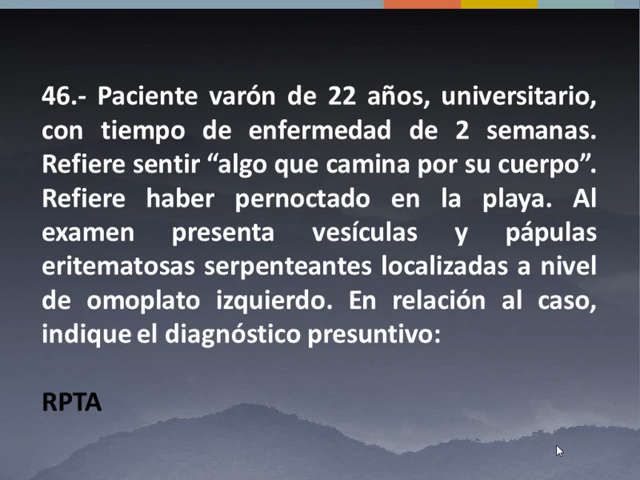 46.- Paciente varón de 22 años, universitario,
con tiempo de enfermedad de 2 semanas.
Refiere sentir “algo que camina por su cuerpo”.
Refiere haber pernoctado en la playa. Al
examen presenta vesículas y pápulas
eritematosas serpenteantes localizadas a nivel
de omoplato izquierdo. En relación al caso,
indique el diagnóstico presuntivo:
RPTA